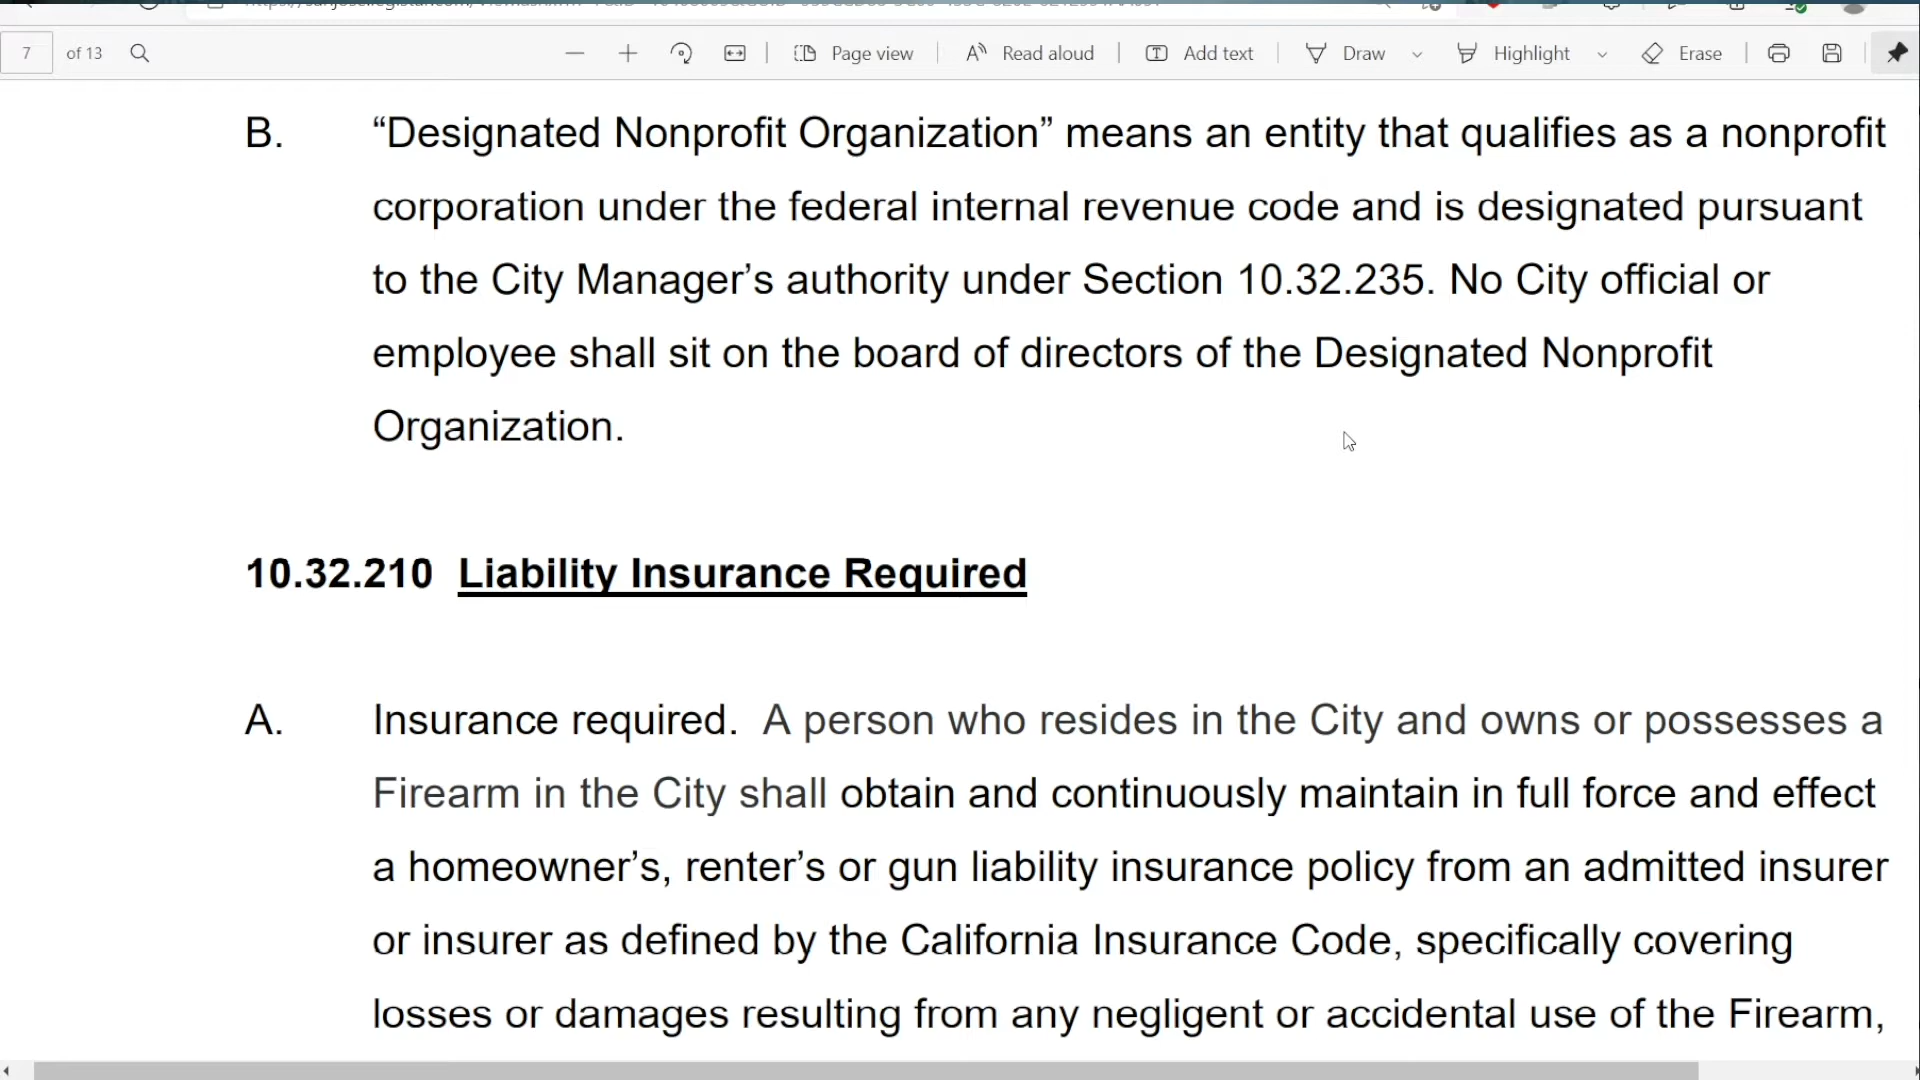 7 of 13 Page view Read aloud Add text Draw Highlight Erase
B. “Designated Nonprofit Organization” means an entity that qualifies as a nonprofit
corporation under the federal internal revenue code and is designated pursuant
to the City Manager’s authority under Section 10.32.235. No City official or
employee shall sit on the board of directors of the Designated Nonprofit
Organization.
10.32.210 Liability Insurance Required
A. Insurance required. A person who resides in the City and owns or possesses a
Firearm in the City shall obtain and continuously maintain in full force and effect
a homeowner’s, renter’s or gun liability insurance policy from an admitted insurer
or insurer as defined by the California Insurance Code, specifically covering
losses or damages resulting from any negligent or accidental use of the Firearm,